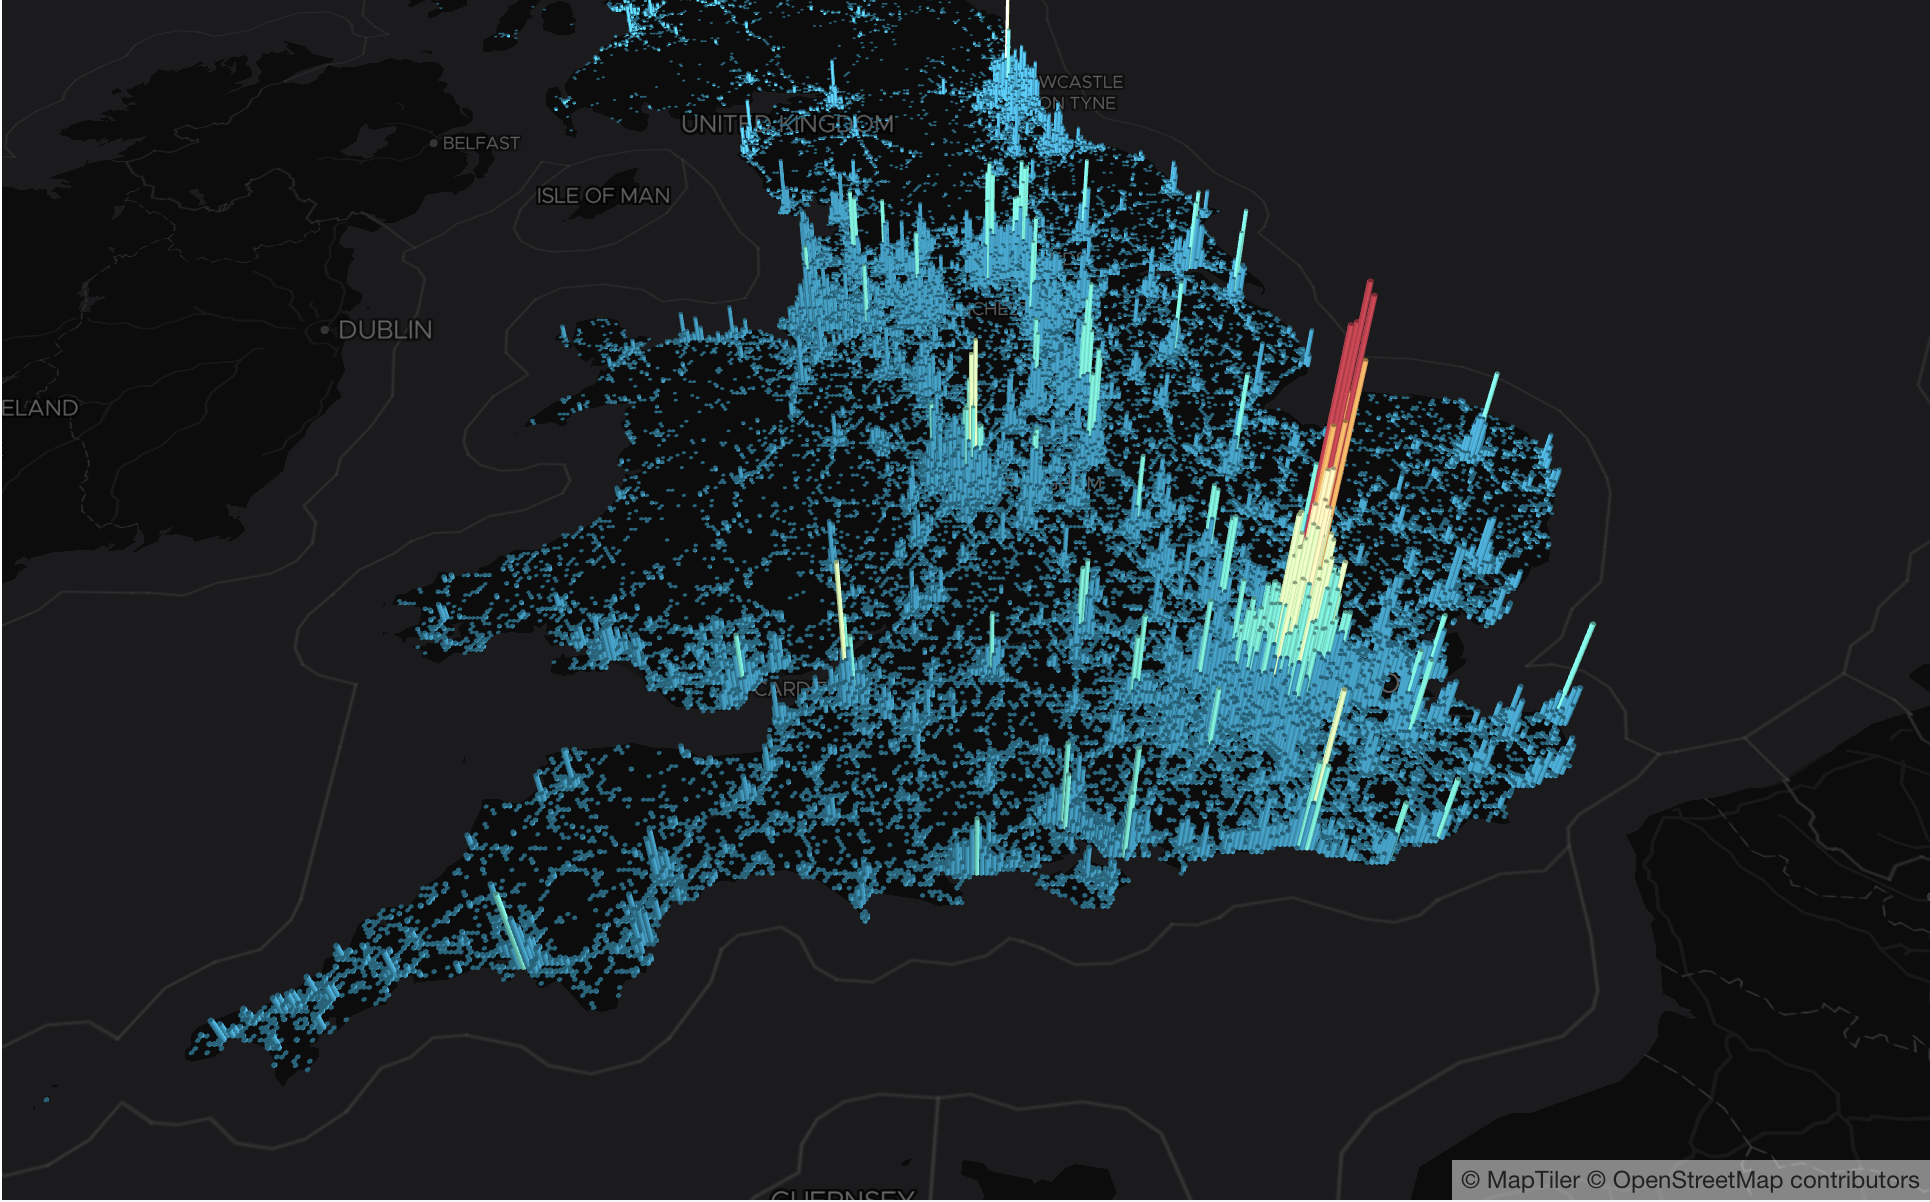 WCASTLE
ON TYNE
UNITED KINGDOM
BELFAST
ISLE OF MAN
CHE
DUBLIN
ELAND
CARD
GUERNSEY
© MapTiler © OpenStreetMap contributors